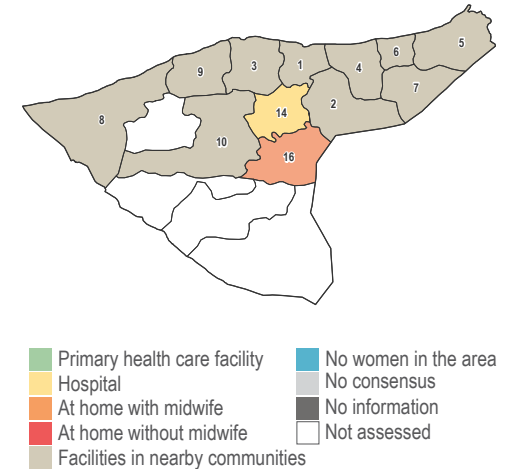 5
6
1
3
4
9
7
2
14
8
10
16
Primary health care facility
Hospital
At home with midwife
At home without midwife
Facilities in nearby communities
No women in the area
No consensus
No information
Not assessed